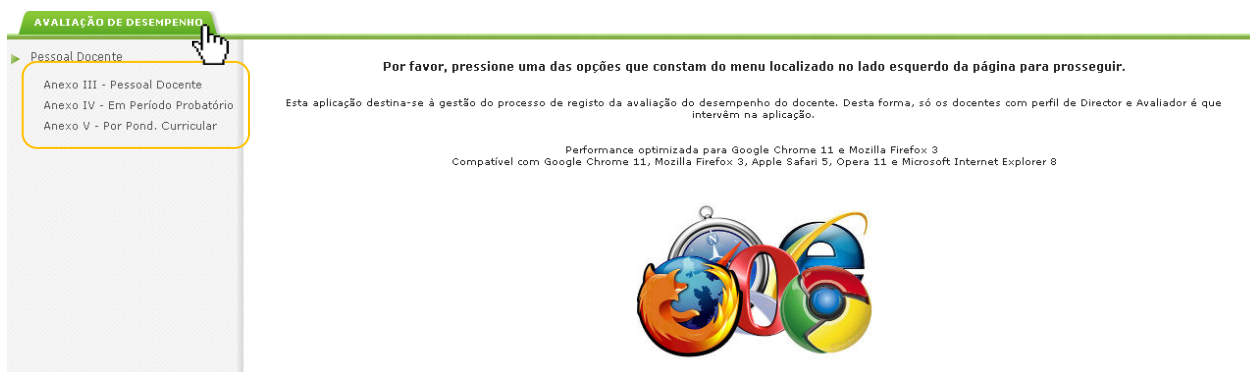 AVALIAÇÃO DE DESEMPENHO
Pessoal Docente
Anexo III - Pessoal Docente
Anexo IV - Em Período Probatório
Anexo V - Por Pond. Curricular
Por favor, pressione uma das opções que constam do menu localizado no lado esquerdo da página para prosseguir.
Esta aplicação destina-se à gestão do processo de registo da avaliação do desempenho do docente. Desta forma, só os docentes com perfil de Director e Avaliador é que
intervêm na aplicação.
Performance optimizada para Google Chrome 11 e Mozilla Firefox 3
Compatível com Google Chrome 11, Mozilla Firefox 3, Apple Safari 5, Opera 11 e Microsoft Internet Explorer 8